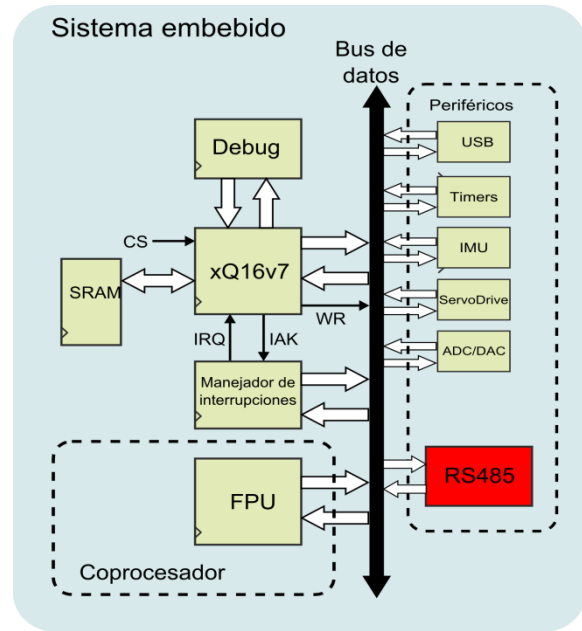 Sistema embebido
Bus de
datos
Periféricos
Debug
USB
Timers
CS
xQ16v7
IMU
SRAM
ServoDrive
WR
IRQ
IAK
ADC/DAC
Manejador de
interrupciones
RS485
FPU
Coprocesador